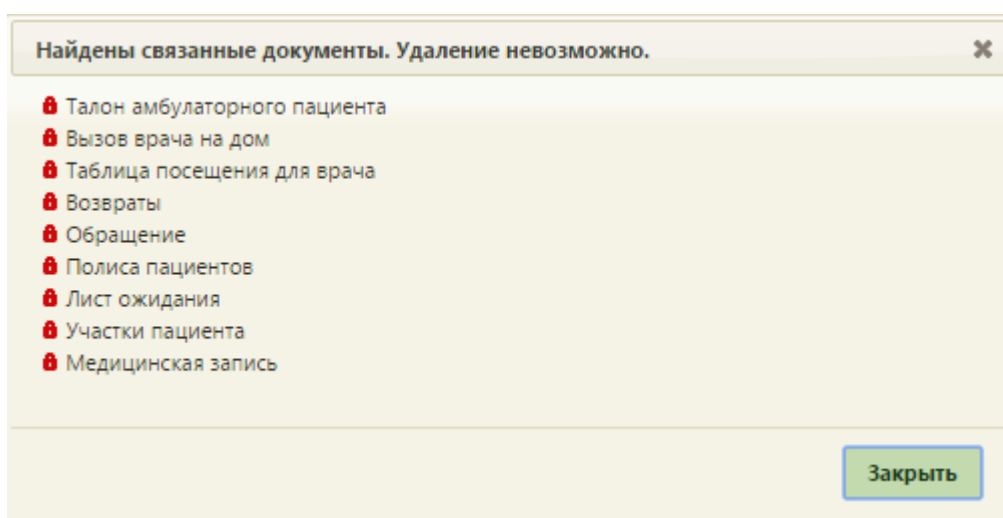 Найдены связанные документы. Удаление невозможно.
Талон амбулаторного пациента
Вызов врача на дом
Таблица посещения для врача
Возвраты
Обращение
Полиса пациентов
Лист ожидания
Участки пациента
Медицинская запись
Закрыть